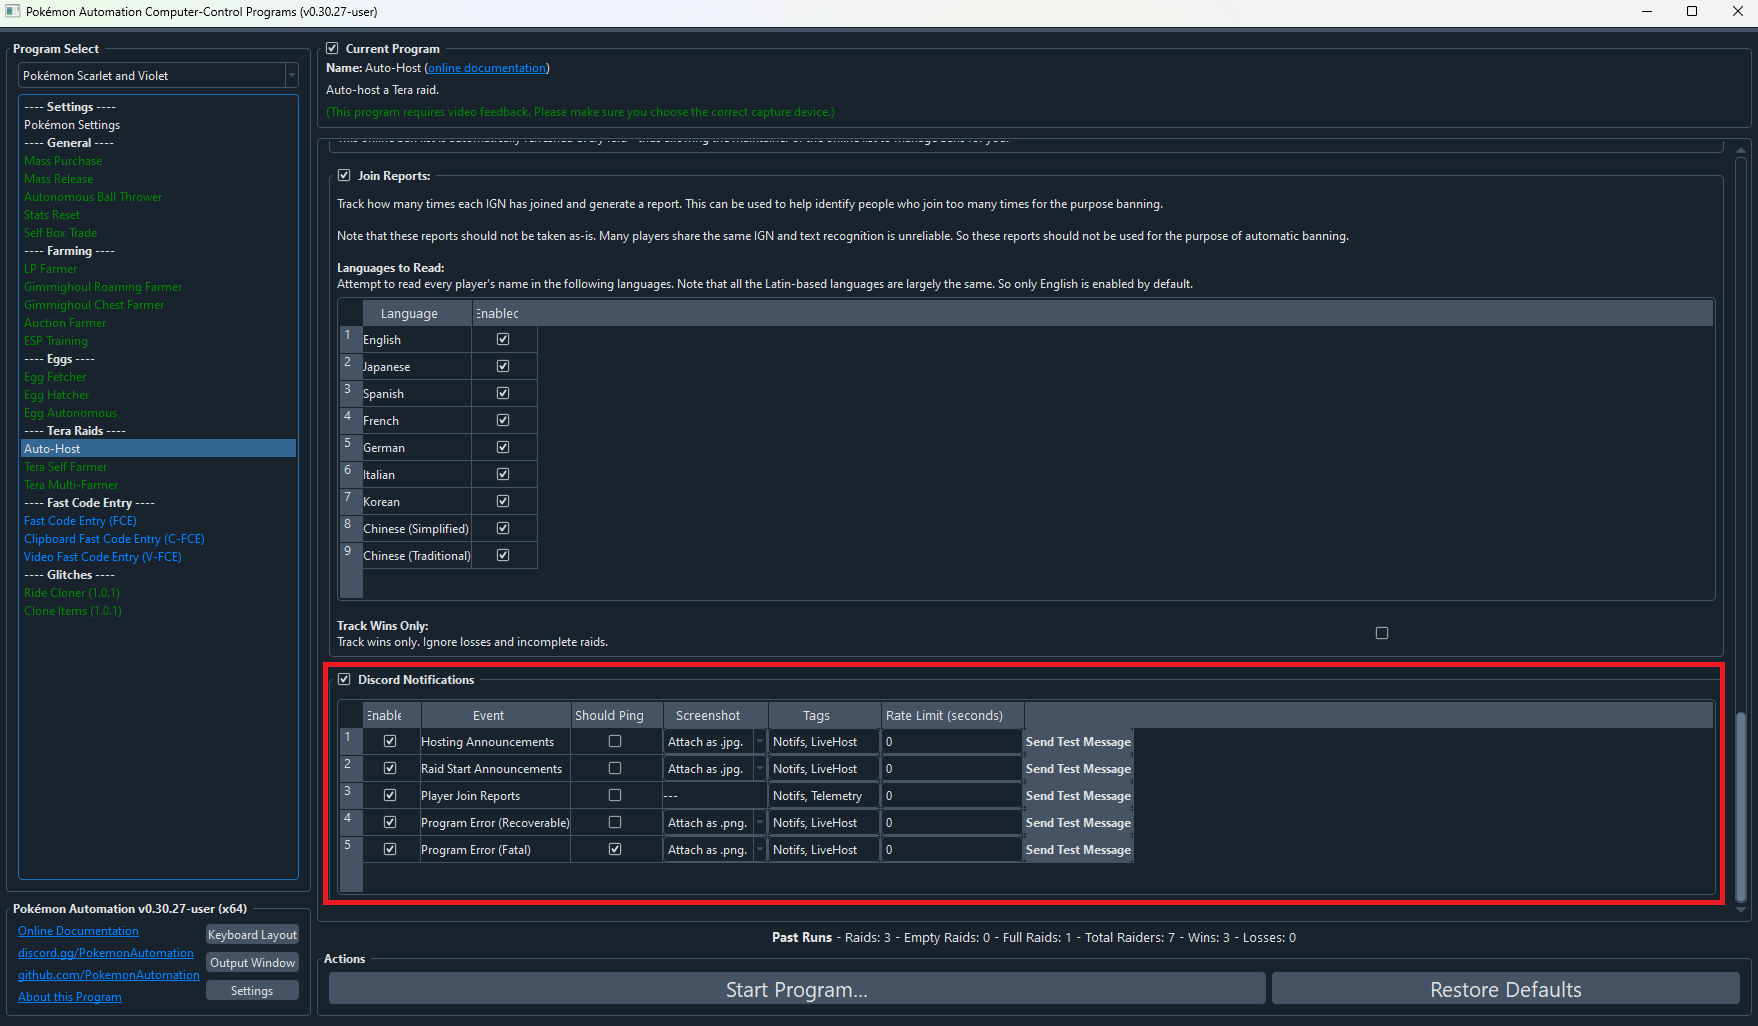 Pokémon Automation Computer-Control Programs (v0.30.27-user)
Program Select
Pokémon Scarlet and Violet
---- Settings ----
Pokémon Settings
---- General ----
Mass Purchase
Mass Release
Autonomous Ball Thrower
Stats Reset
Self Box Trade
---- Farming ----
LP Farmer
Gimmighoul Roaming Farmer
Gimmighoul Chest Farmer
Auction Farmer
ESP Training
---- Eggs ----
Egg Fetcher
Egg Hatcher
Egg Autonomous
---- Tera Raids ----
Auto-Host
Tera Self Farmer
Tera Multi-Farmer
---- Fast Code Entry ----
Fast Code Entry (FCE)
Clipboard Fast Code Entry (C-FCE)
Video Fast Code Entry (V-FCE)
---- Glitches ----
Ride Cloner (1.0.1)
Clone Items (1.0.1)
Pokémon Automation v0.30.27-user (x64)
Online Documentation
discord.gg/PokemonAutomation
github.com/PokemonAutomation
About this Program
Keyboard Layout
Output Window
Settings
Current Program
Name: Auto-Host (online documentation)
Auto-host a Tera raid.
(This program requires video feedback. Please make sure you choose the correct capture device.)
Join Reports:
Track how many times each IGN has joined and generate a report. This can be used to help identify people who join too many times for the purpose banning.
Note that these reports should not be taken as-is. Many players share the same IGN and text recognition is unreliable. So these reports should not be used for the purpose of automatic banning.
Languages to Read:
Attempt to read every player's name in the following languages. Note that all the Latin-based languages are largely the same. So only English is enabled by default.
Language Enabled
1 English
2 Japanese
3 Spanish
4 French
5 German
6 Italian
7 Korean
8 Chinese (Simplified)
9 Chinese (Traditional)
Track Wins Only:
Track wins only. Ignore losses and incomplete raids.
Discord Notifications
Enable Event Should Ping Screenshot Tags Rate Limit (seconds)
1 Hosting Announcements Attach as .jpg. Notifs, LiveHost 0 Send Test Message
2 Raid Start Announcements Attach as .jpg. Notifs, LiveHost 0 Send Test Message
3 Player Join Reports --- Notifs, Telemetry 0 Send Test Message
4 Program Error (Recoverable) Attach as .png. Notifs, LiveHost 0 Send Test Message
5 Program Error (Fatal) Attach as .png. Notifs, LiveHost 0 Send Test Message
Past Runs - Raids: 3 - Empty Raids: 0 - Full Raids: 1 - Total Raiders: 7 - Wins: 3 - Losses: 0
Actions
Start Program...
Restore Defaults